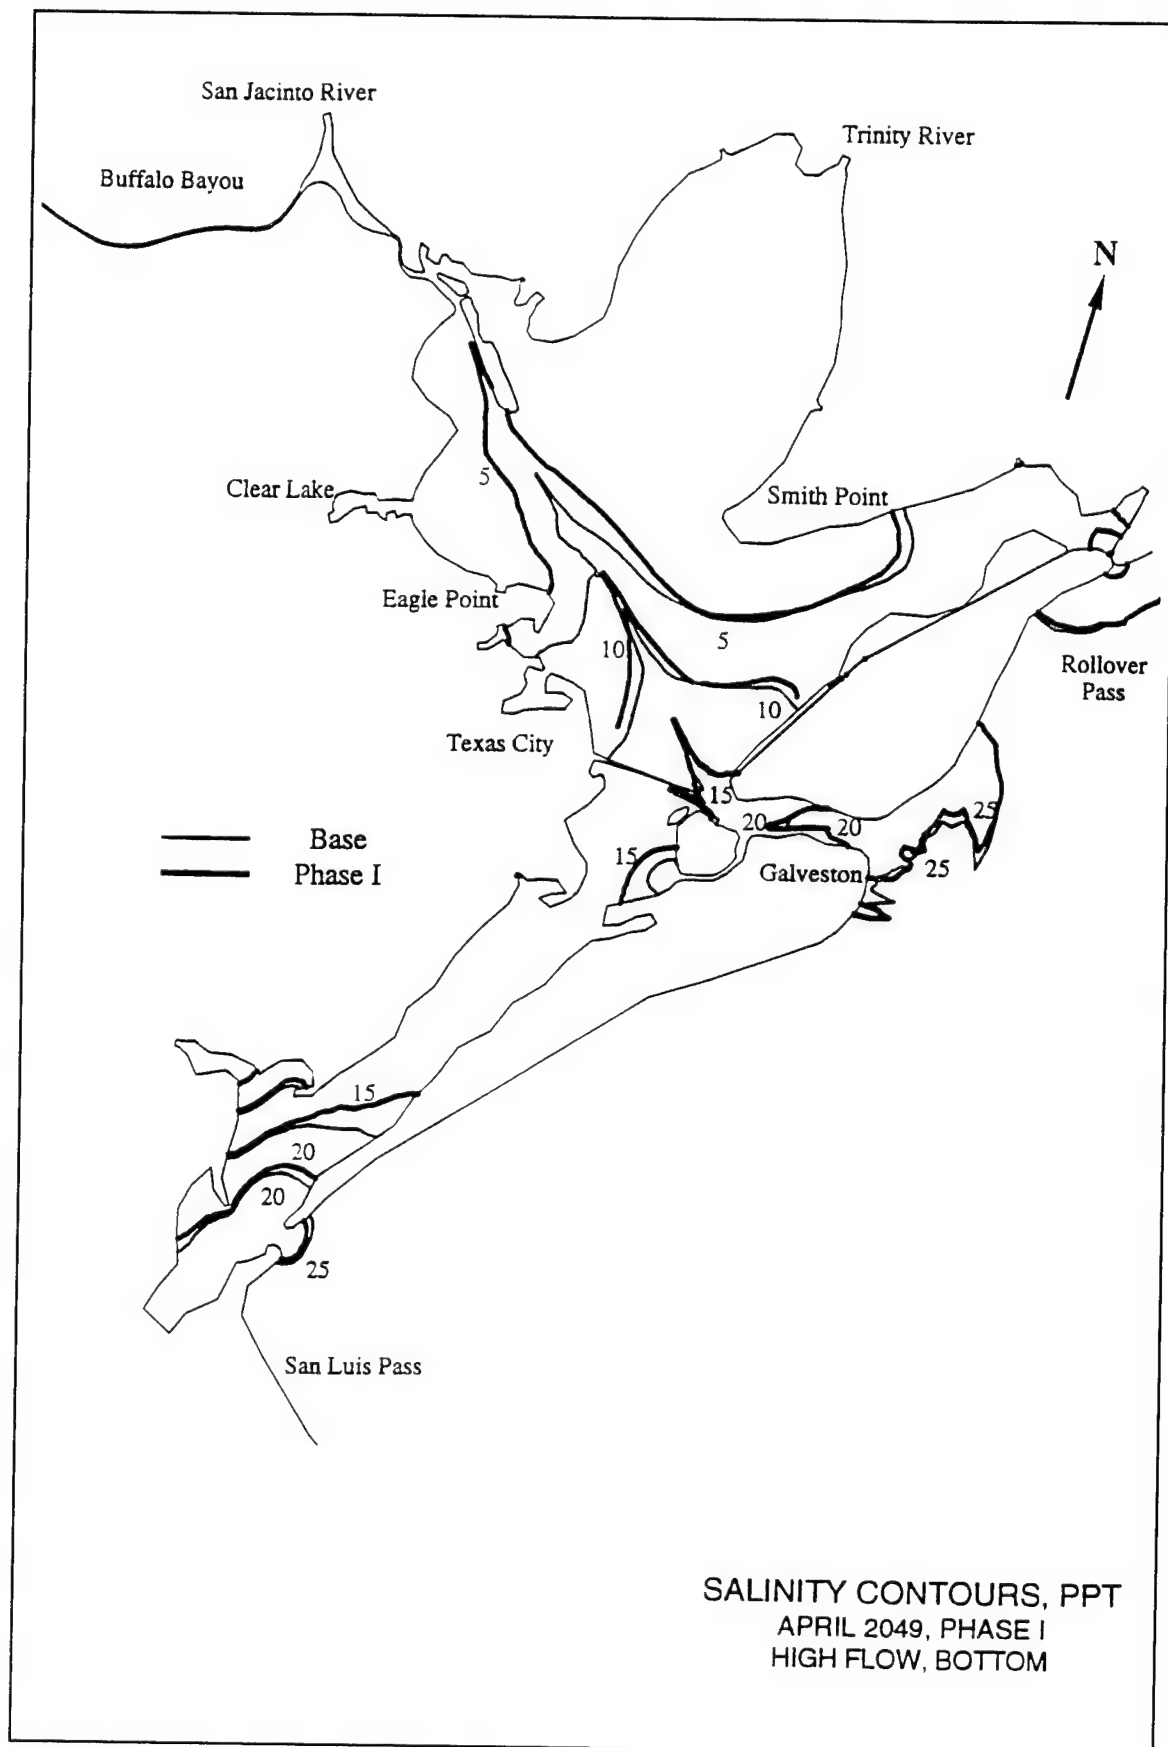 San Jacinto River
Trinity River
Buffalo Bayou
N
5
Clear Lake
Smith Point
Eagle Point
5
10
Rollover
Pass
10
Texas City
15
20
20
25
Base
15
25
Phase I
Galveston
15
20
20
25
San Luis Pass
SALINITY CONTOURS, PPT
APRIL 2049, PHASE I
HIGH FLOW, BOTTOM